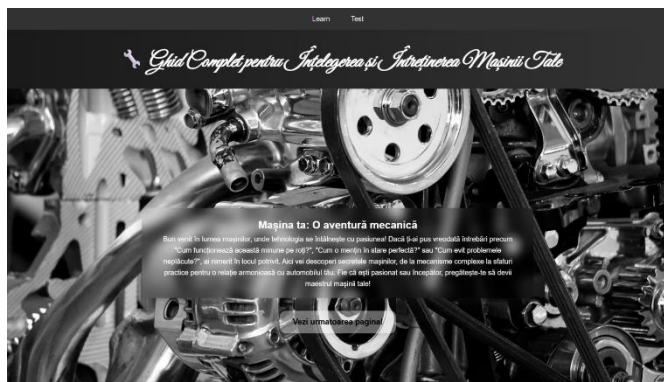 Learn Test
🔧 Ghid Complet pentru Înțelegerea și Întreținerea Mașinii Tale
Mașina ta: O aventură mecanică
Bun venit în lumea mașinilor, unde tehnologia se întâlnește cu pasiunea! Dacă ți-ai pus vreodată întrebări precum
"Cum funcționează această minune pe roți?", "Cum o mențin în stare perfectă?" sau "Cum evit problemele
neplăcute?", ai nimerit în locul potrivit. Aici vei descoperi secretele mașinilor, de la mecanisme complexe la sfaturi
practice pentru o relație armonioasă cu automobilul tău. Fie că ești pasionat sau începător, pregătește-te să devii
maestrul mașinii tale!
Vezi urmatoarea pagina!